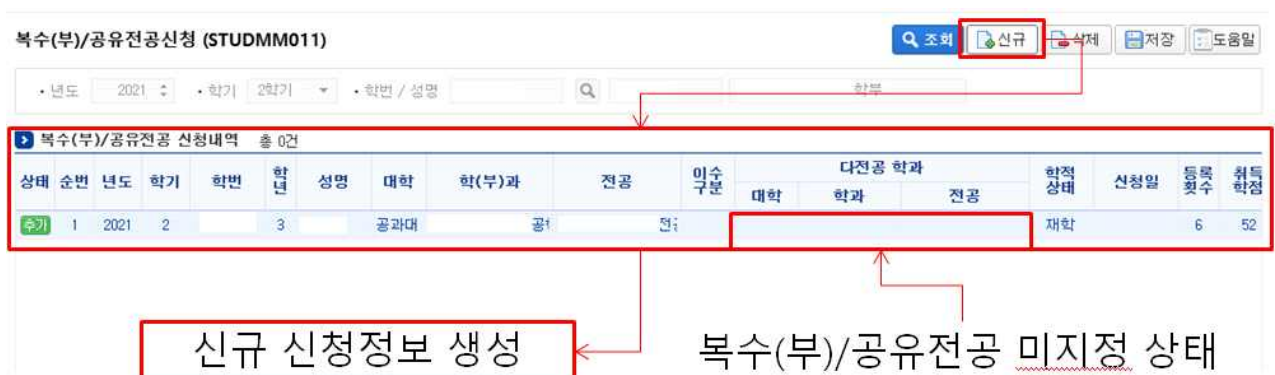 복수(부)/공유전공신청 (STUDMM011) 조회 신규 삭제 저장 도움말
• 년도 2021 • 학기 2학기 • 학번 / 성명 학부
복수(부)/공유전공 신청내역 총 0건
상태 순번 년도 학기 학번 학년 성명 대학 학(부)과 전공 이수구분 다전공 학과 학적상태 신청일 등록횟수 취득학점
대학 학과 전공
추가 1 2021 2 3 공과대 재학 6 52
신규 신청정보 생성 복수(부)/공유전공 미지정 상태